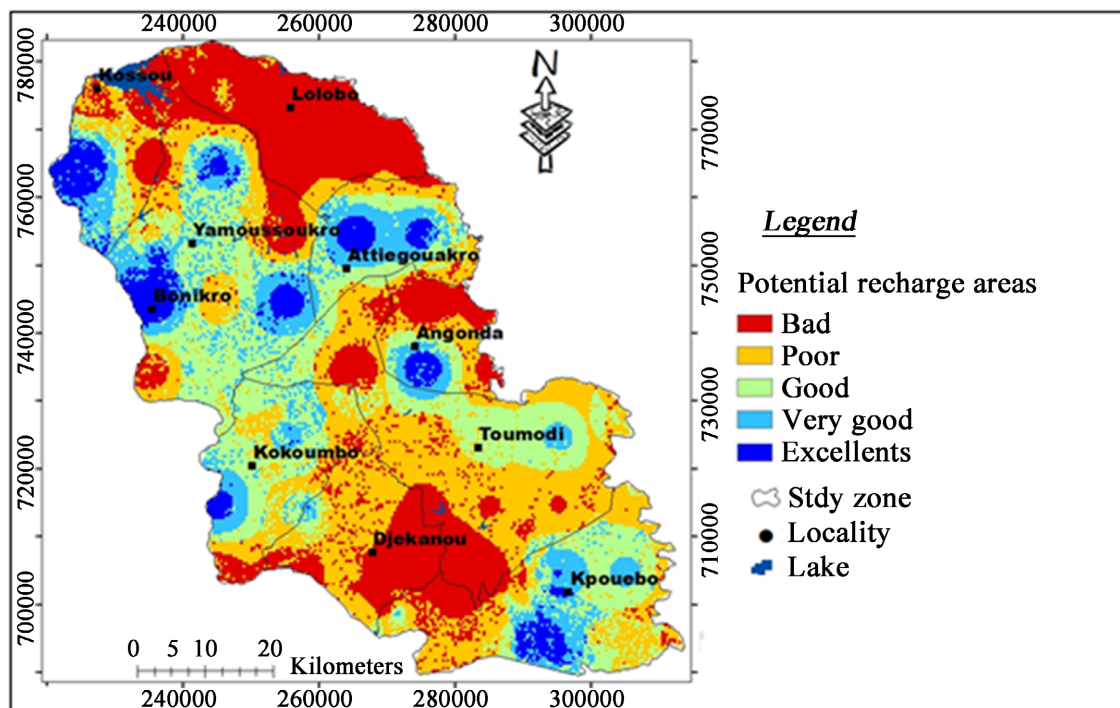 240000 260000 280000 300000
780000
760000
740000
720000
700000
770000
750000
730000
710000
N
Kossou
Lolobo
Yamoussoukro
Attiegouakro
Bonikro
Angonda
Toumodi
Kokoumbo
Djekanou
Kpouebo
0 5 10 20
Kilometers
240000 260000 280000 300000
Legend
Potential recharge areas
Bad
Poor
Good
Very good
Excellents
Stdy zone
Locality
Lake